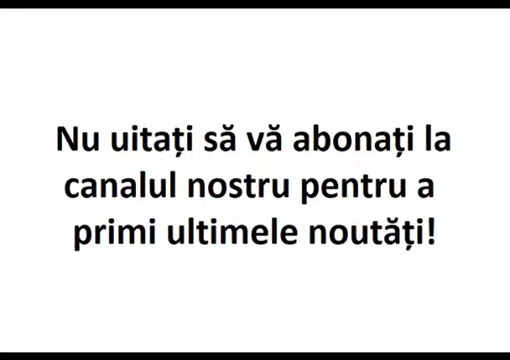 Nu uitați să vă abonați la
canalul nostru pentru a
primi ultimele noutăți!